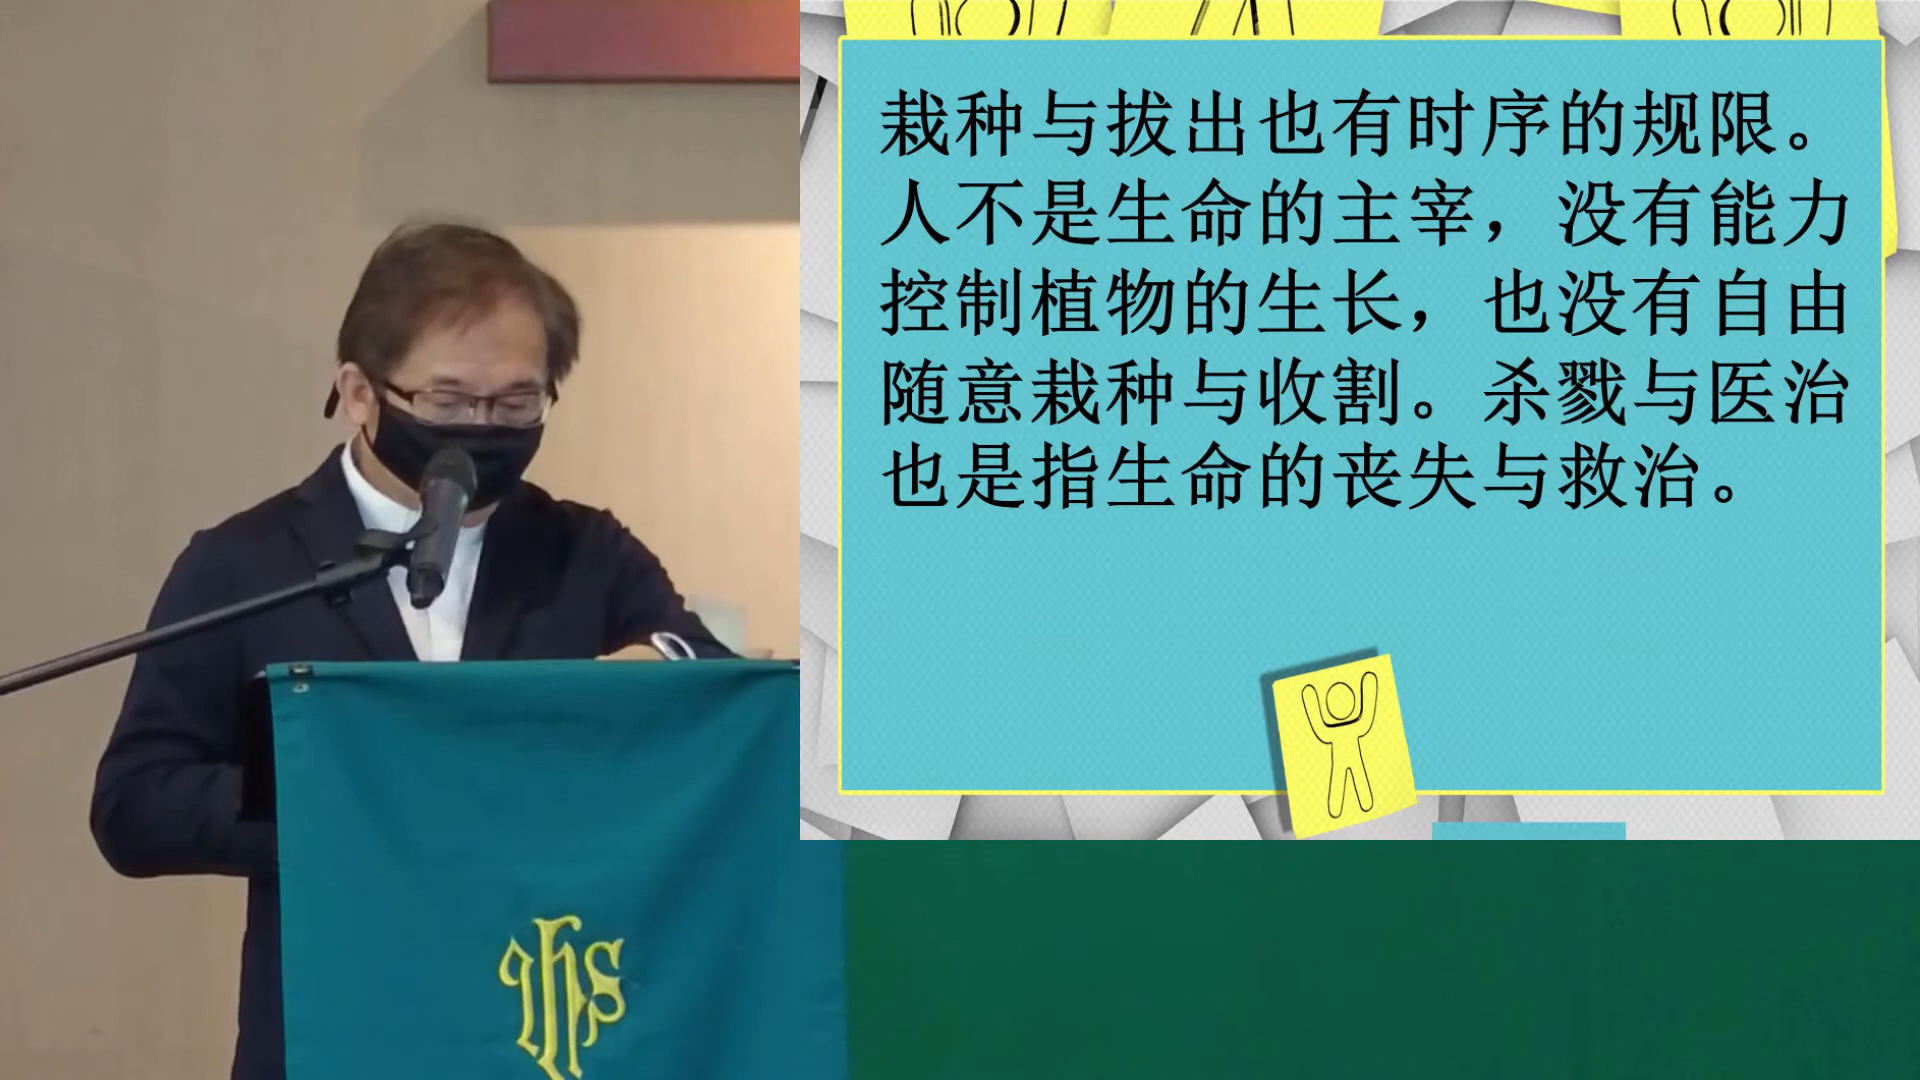 栽种与拔出也有时序的规限。
人不是生命的主宰，没有能力
控制植物的生长，也没有自由
随意栽种与收割。杀戮与医治
也是指生命的丧失与救治。
ihs